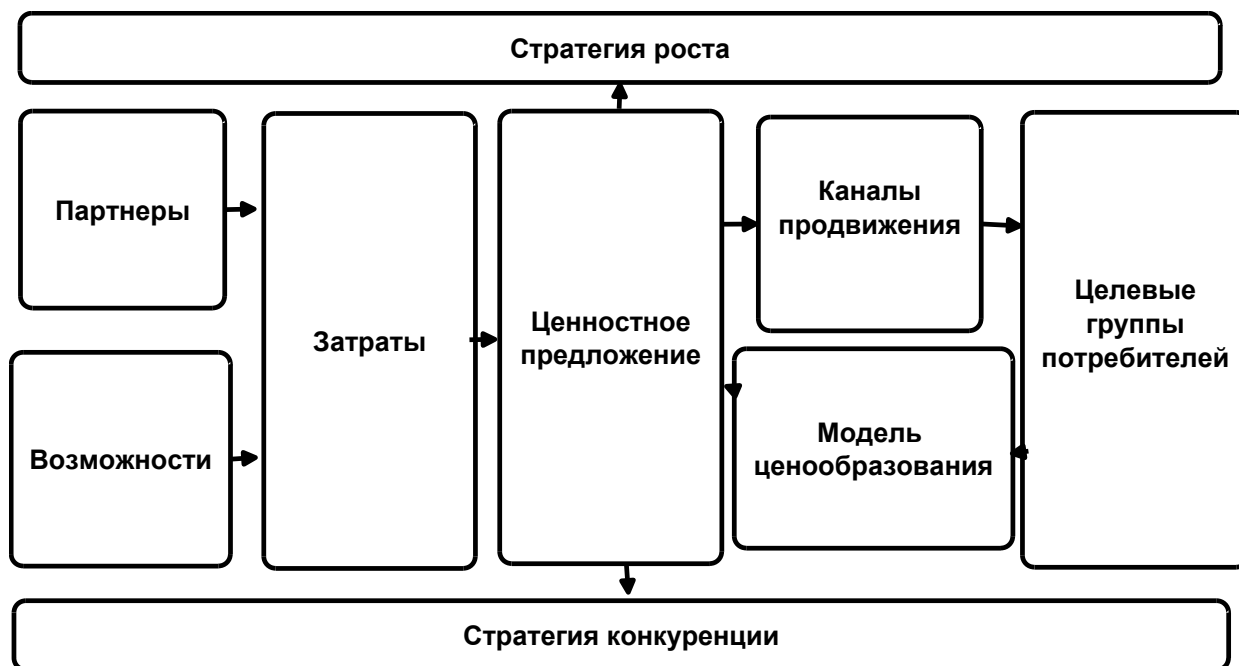 Стратегия роста
Партнеры
Затраты
Ценностное
предложение
Каналы
продвижения
Целевые
группы
потребителей
Возможности
Модель
ценообразования
Стратегия конкуренции